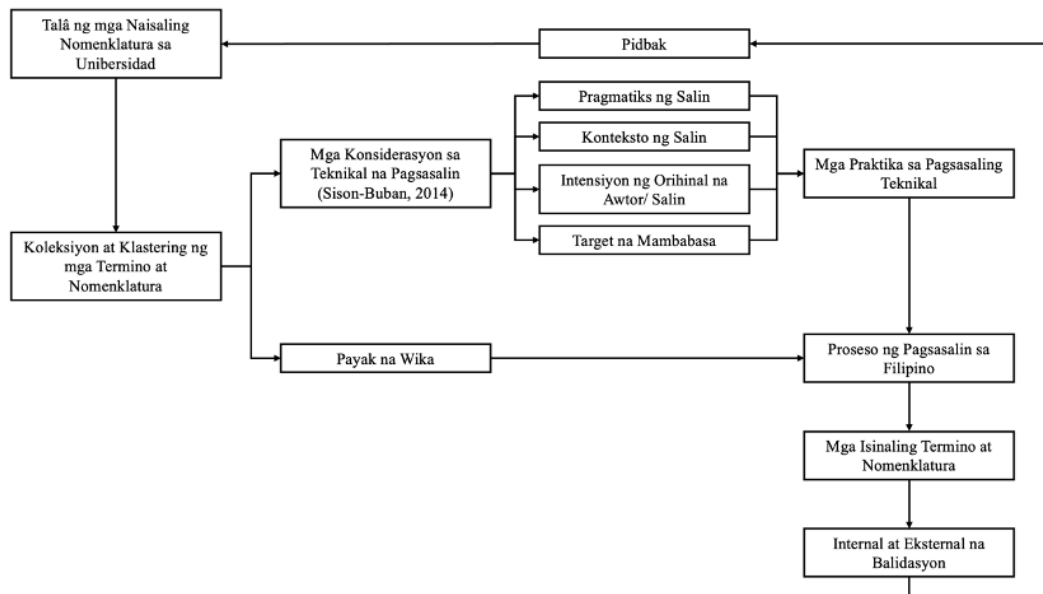 Talâ ng mga Naisaling
Nomenklatura sa
Unibersidad
Pidbak
Pragmatiks ng Salin
Konteksto ng Salin
Mga Konsiderasyon sa
Teknikal na Pagsasalin
(Sison-Buban, 2014)
Intensiyon ng Orihinal na
Awtor/ Salin
Target na Mambabasa
Mga Praktika sa Pagsasaling
Teknikal
Koleksiyon at Klastering ng
mga Termino at
Nomenklatura
Payak na Wika
Proseso ng Pagsasalin sa
Filipino
Mga Isinaling Termino at
Nomenklatura
Internal at Eksternal na
Balidasyon